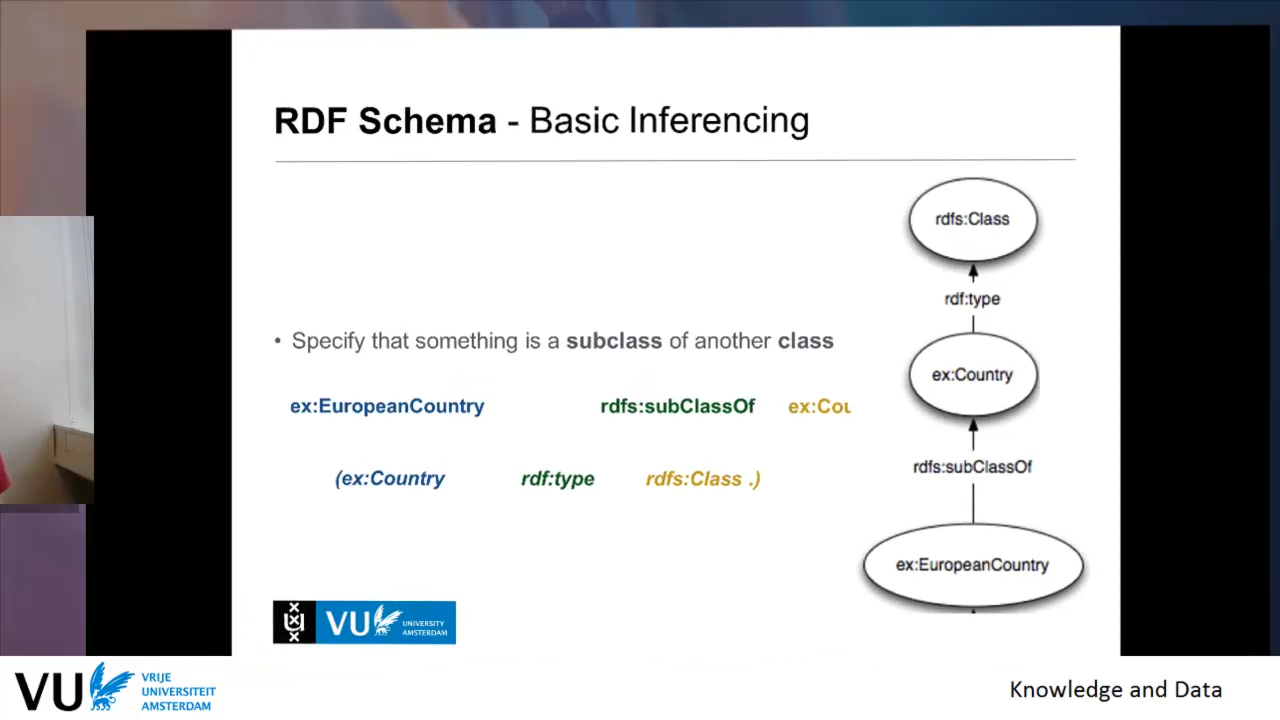 RDF Schema - Basic Inferencing
rdfs:Class
rdf:type
• Specify that something is a subclass of another class
ex:Country
ex:EuropeanCountry rdfs:subClassOf ex:Cou
rdfs:subClassOf
(ex:Country rdf:type rdfs:Class .)
ex:EuropeanCountry
VU UNIVERSITY
AMSTERDAM
VU VRIJE
UNIVERSITEIT
AMSTERDAM
Knowledge and Data